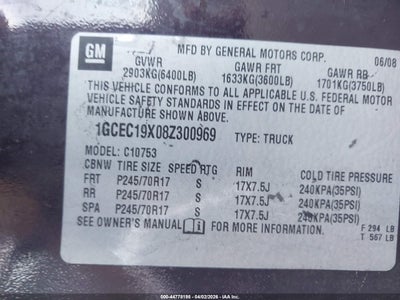 GM
MFD BY GENERAL MOTORS CORP.
06/08
GVWR GAWR FRT GAWR RR
2903KG(6400LB) 1633KG(3600LB) 1701KG(3750LB)
THIS VEHICLE CONFORMS TO ALL APPLICABLE U.S. FEDERAL
MOTOR VEHICLE SAFETY STANDARDS IN EFFECT ON THE DATE OF
MANUFACTURE SHOWN ABOVE.
1GCEC19X08Z300969 TYPE: TRUCK
MODEL: C10753
CBNW TIRE SIZE SPEED RTG RIM COLD TIRE PRESSURE
FRT P245/70R17 S 17X7.5J 240KPA(35PSI)
RR P245/70R17 S 17X7.5J 240KPA(35PSI)
SPA P245/70R17 S 17X7.5J 240KPA(35PSI)
SEE OWNER'S MANUAL FOR MORE INFORMATION.
F 294 LB
T 567 LB
000-44778198 - 04/02/2026 - IAA Inc.